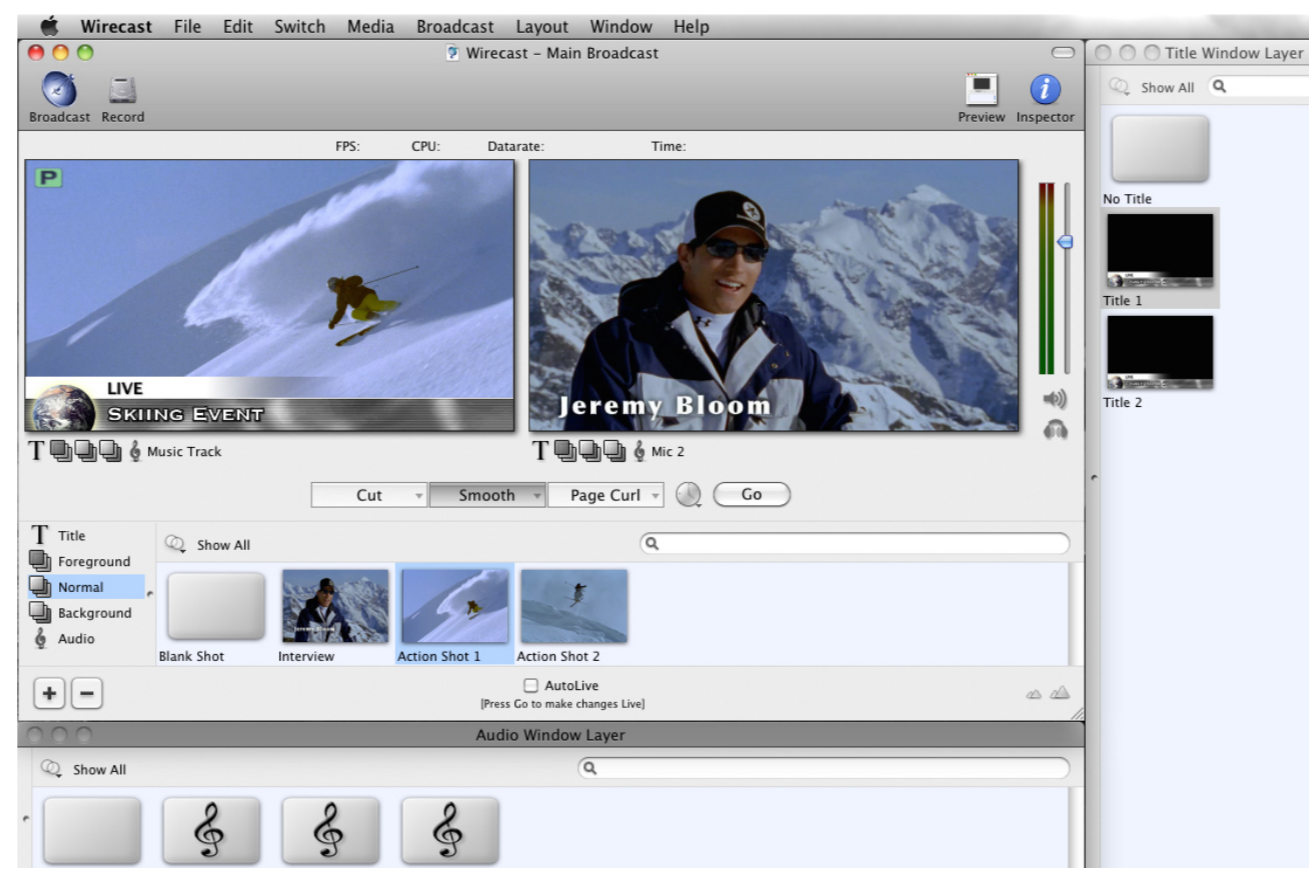 Wirecast File Edit Switch Media Broadcast Layout Window Help
Wirecast – Main Broadcast
Title Window Layer
Broadcast Record
Preview Inspector
Show All
FPS: CPU: Datarate: Time:
P
LIVE
SKIING EVENT
Jeremy Bloom
No Title
Title 1
Title 2
T Music Track
T Mic 2
Cut Smooth Page Curl Go
T Title
Foreground
Normal
Background
Audio
Show All
Blank Shot Interview Action Shot 1 Action Shot 2
+ −
AutoLive
[Press Go to make changes Live]
Audio Window Layer
Show All